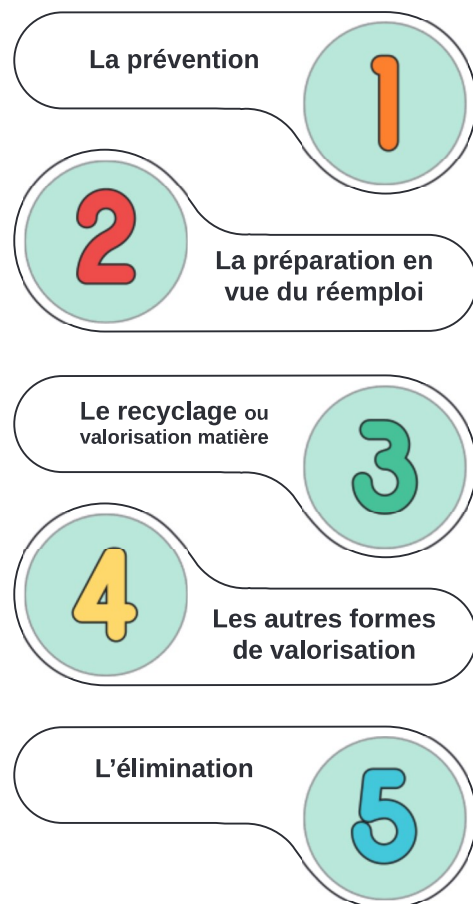 La prévention
1
2
La préparation en
vue du réemploi
Le recyclage ou
valorisation matière
3
4
Les autres formes
de valorisation
L’élimination
5